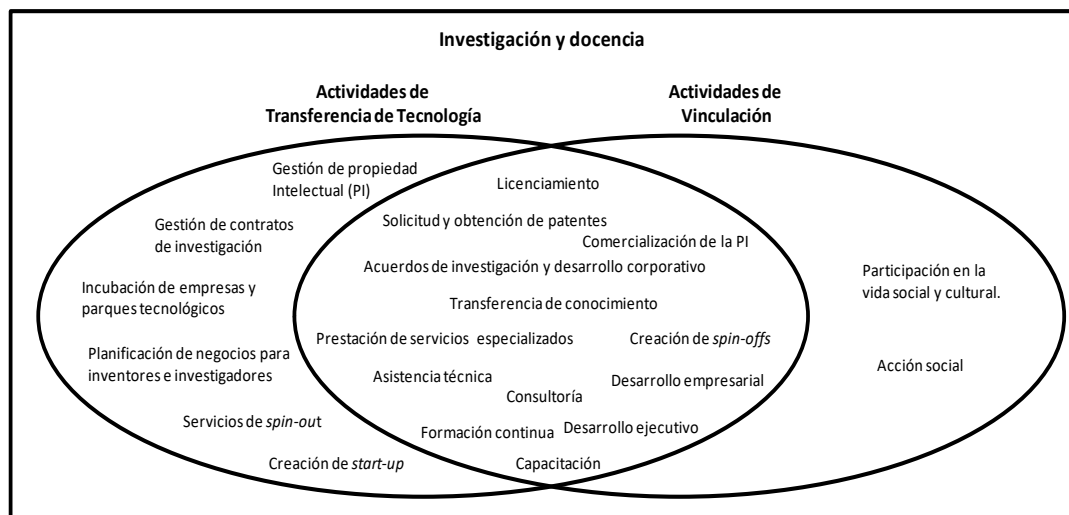 Investigación y docencia
Actividades de
Transferencia de Tecnología
Actividades de
Vinculación
Gestión de propiedad
Intelectual (PI)
Gestión de contratos
de investigación
Incubación de empresas y
parques tecnológicos
Planificación de negocios para
inventores e investigadores
Servicios de spin-out
Creación de start-up
Licenciamiento
Solicitud y obtención de patentes
Comercialización de la PI
Acuerdos de investigación y desarrollo corporativo
Transferencia de conocimiento
Prestación de servicios especializados
Creación de spin-offs
Asistencia técnica
Desarrollo empresarial
Consultoría
Formación continua
Desarrollo ejecutivo
Capacitación
Participación en la
vida social y cultural.
Acción social